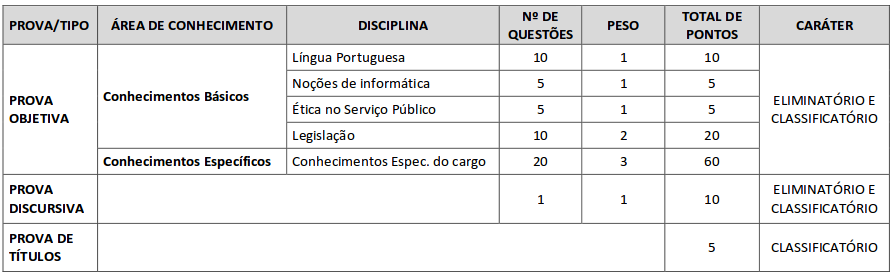 PROVA/TIPO ÁREA DE CONHECIMENTO DISCIPLINA Nº DE QUESTÕES PESO TOTAL DE PONTOS CARÁTER
PROVA OBJETIVA Conhecimentos Básicos Língua Portuguesa 10 1 10 ELIMINATÓRIO E CLASSIFICATÓRIO
Noções de informática 5 1 5
Ética no Serviço Público 5 1 5
Legislação 10 2 20
Conhecimentos Específicos Conhecimentos Espec. do cargo 20 3 60
PROVA DISCURSIVA 1 1 10 ELIMINATÓRIO E CLASSIFICATÓRIO
PROVA DE TÍTULOS 5 CLASSIFICATÓRIO